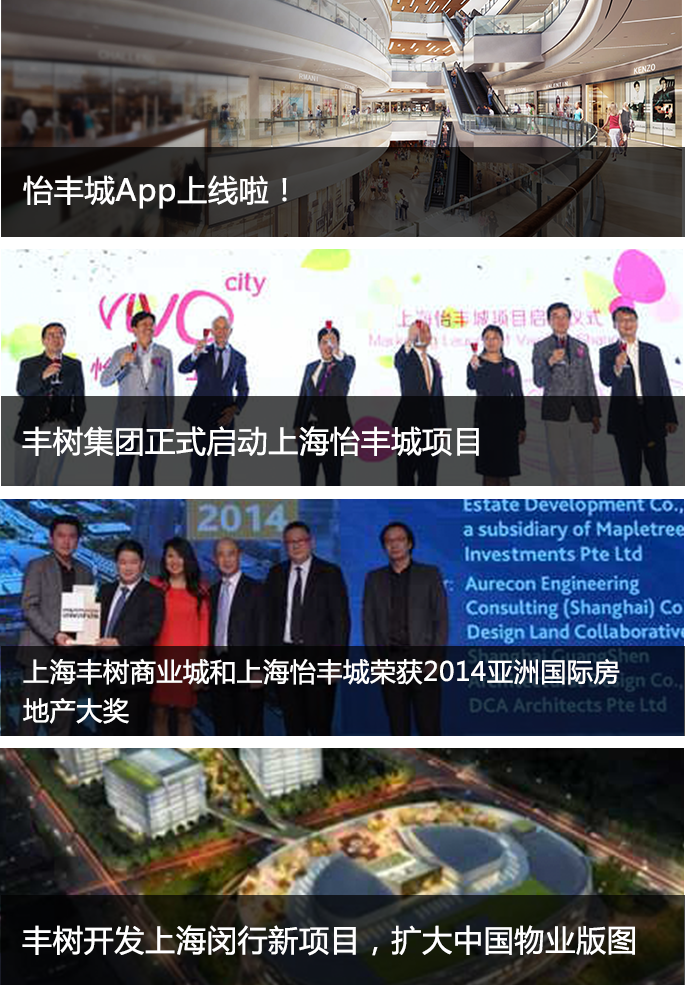 KENZO
怡丰城App上线啦！
city
VIVO
上海怡丰城项目启动仪式
丰树集团正式启动上海怡丰城项目
2014
Estate Development Co.,
a subsidiary of Mapletree
Investments Pte Ltd
Aurecon Engineering
Consulting (Shanghai) Co
Design Land Collaborative
Shanghai GuangShen
上海丰树商业城和上海怡丰城荣获2014亚洲国际房
地产大奖
DCA Architects Pte Ltd
丰树开发上海闵行新项目，扩大中国物业版图